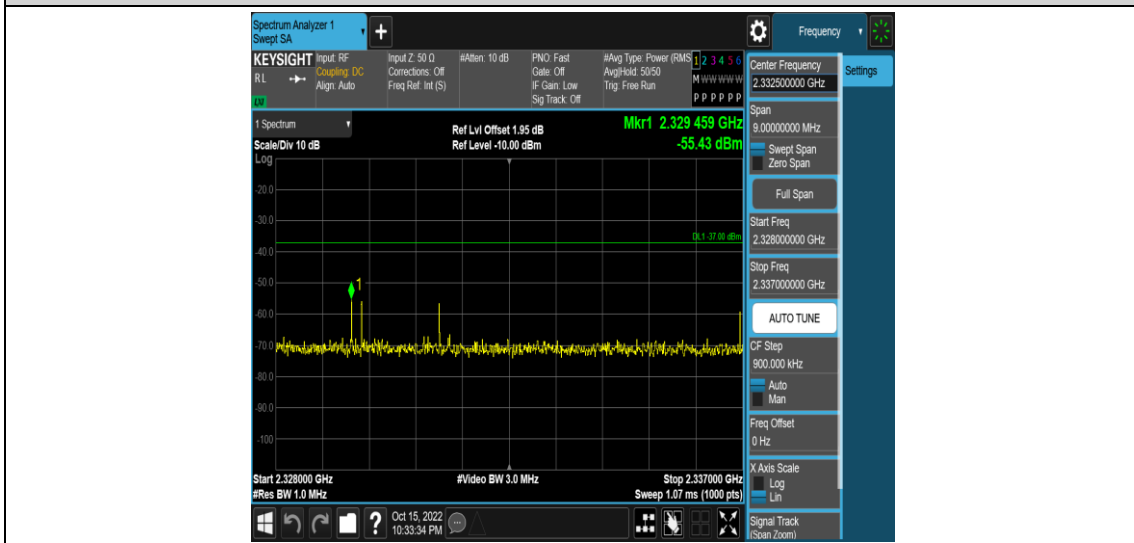 Spectrum Analyzer 1
Swept SA
+
Frequency
KEYSIGHT
RL
LXI
Input: RF
Coupling: DC
Align: Auto
Input Z: 50 Ω
Corrections: Off
Freq Ref: Int (S)
#Atten: 10 dB
PNO: Fast
Gate: Off
IF Gain: Low
Sig Track: Off
#Avg Type: Power (RMS
Avg|Hold: 50/50
Trig: Free Run
1 2 3 4 5 6
M W W W W W
P P P P P P
1 Spectrum
Scale/Div 10 dB
Log
Ref Lvl Offset 1.95 dB
Ref Level -10.00 dBm
Mkr1 2.329 459 GHz
-55.43 dBm
-20.0
-30.0
DL1 -37.00 dBm
-40.0
-50.0
1
-60.0
-70.0
-80.0
-90.0
-100
Start 2.328000 GHz
#Res BW 1.0 MHz
#Video BW 3.0 MHz
Stop 2.337000 GHz
Sweep 1.07 ms (1000 pts)
?
Oct 15, 2022
10:33:34 PM
Center Frequency
2.332500000 GHz
Settings
Span
9.00000000 MHz
Swept Span
Zero Span
Full Span
Start Freq
2.328000000 GHz
Stop Freq
2.337000000 GHz
AUTO TUNE
CF Step
900.000 kHz
Auto
Man
Freq Offset
0 Hz
X Axis Scale
Log
Lin
Signal Track
(Span Zoom)